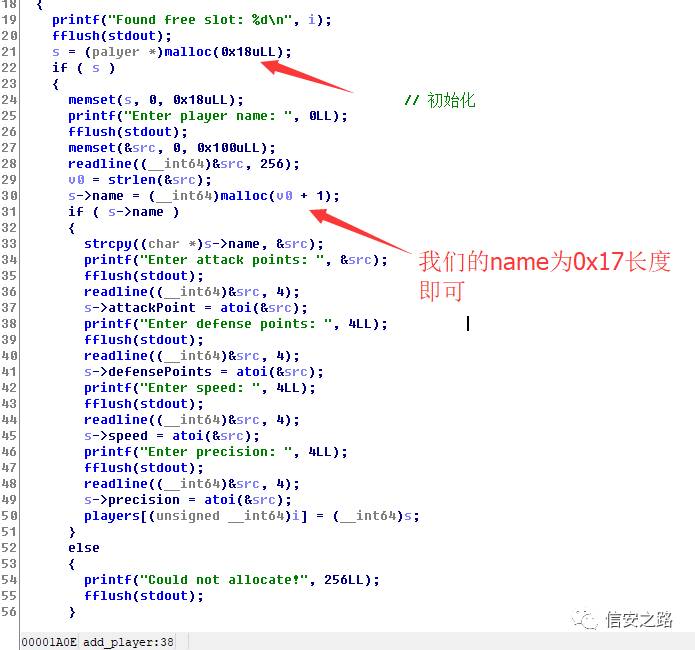 18 {
19 printf("Found free slot: %d\n", i);
20 fflush(stdout);
21 s = (palyer *)malloc(0x18uLL);
22 if ( s )
23 {
24 memset(s, 0, 0x18uLL); // 初始化
25 printf("Enter player name: ", 0LL);
26 fflush(stdout);
27 memset(&src, 0, 0x100uLL);
28 readline((__int64)&src, 256);
29 v0 = strlen(&src);
30 s->name = (__int64)malloc(v0 + 1);
31 if ( s->name )
32 {
33 strcpy((char *)s->name, &src);
34 printf("Enter attack points: ", &src);
35 fflush(stdout);
36 readline((__int64)&src, 4);
37 s->attackPoint = atoi(&src);
38 printf("Enter defense points: ", 4LL);
39 fflush(stdout);
40 readline((__int64)&src, 4);
41 s->defensePoints = atoi(&src);
42 printf("Enter speed: ", 4LL);
43 fflush(stdout);
44 readline((__int64)&src, 4);
45 s->speed = atoi(&src);
46 printf("Enter precision: ", 4LL);
47 fflush(stdout);
48 readline((__int64)&src, 4);
49 s->precision = atoi(&src);
50 players[(unsigned __int64)i] = (__int64)s;
51 }
52 else
53 {
54 printf("Could not allocate!", 256LL);
55 fflush(stdout);
56 }
我们的name为0x17长度
即可
信安之路
00001A0E add_player:38